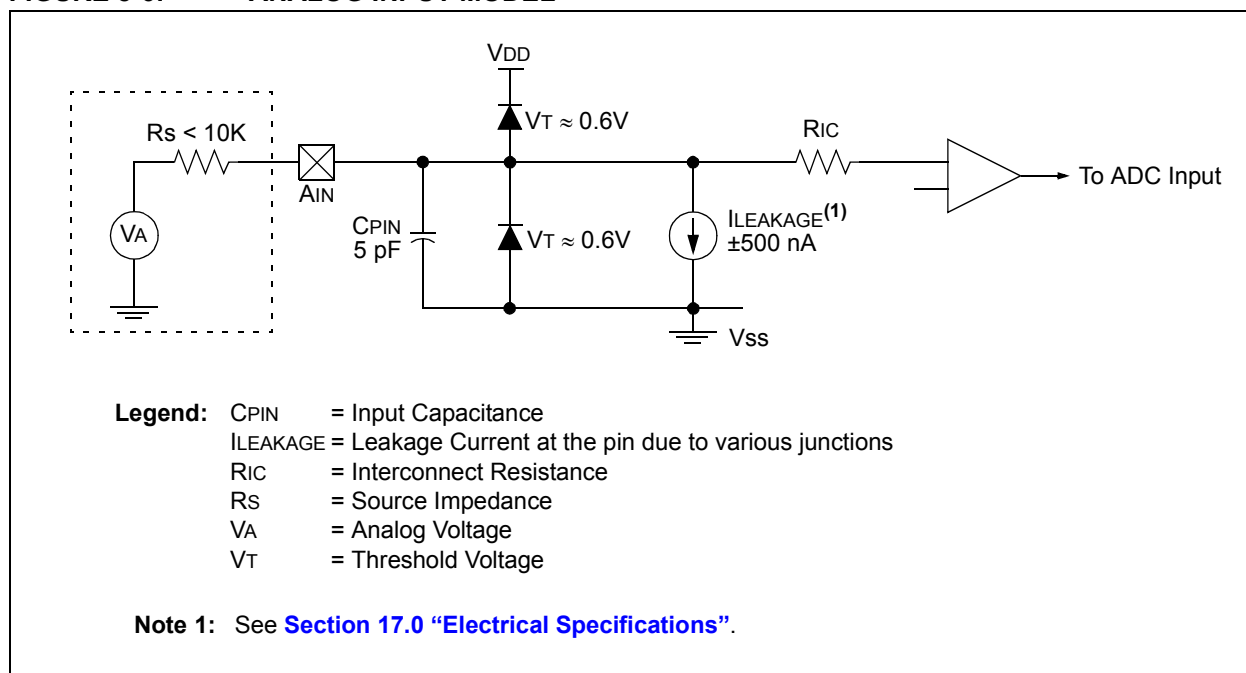 VDD
VT ≈ 0.6V
Rs < 10K
RIC
AIN
To ADC Input
VA
CPIN
5 pF
VT ≈ 0.6V
ILEAKAGE(1)
±500 nA
Vss
Legend: CPIN = Input Capacitance
ILEAKAGE = Leakage Current at the pin due to various junctions
RIC = Interconnect Resistance
RS = Source Impedance
VA = Analog Voltage
VT = Threshold Voltage
Note 1: See Section 17.0 “Electrical Specifications”.